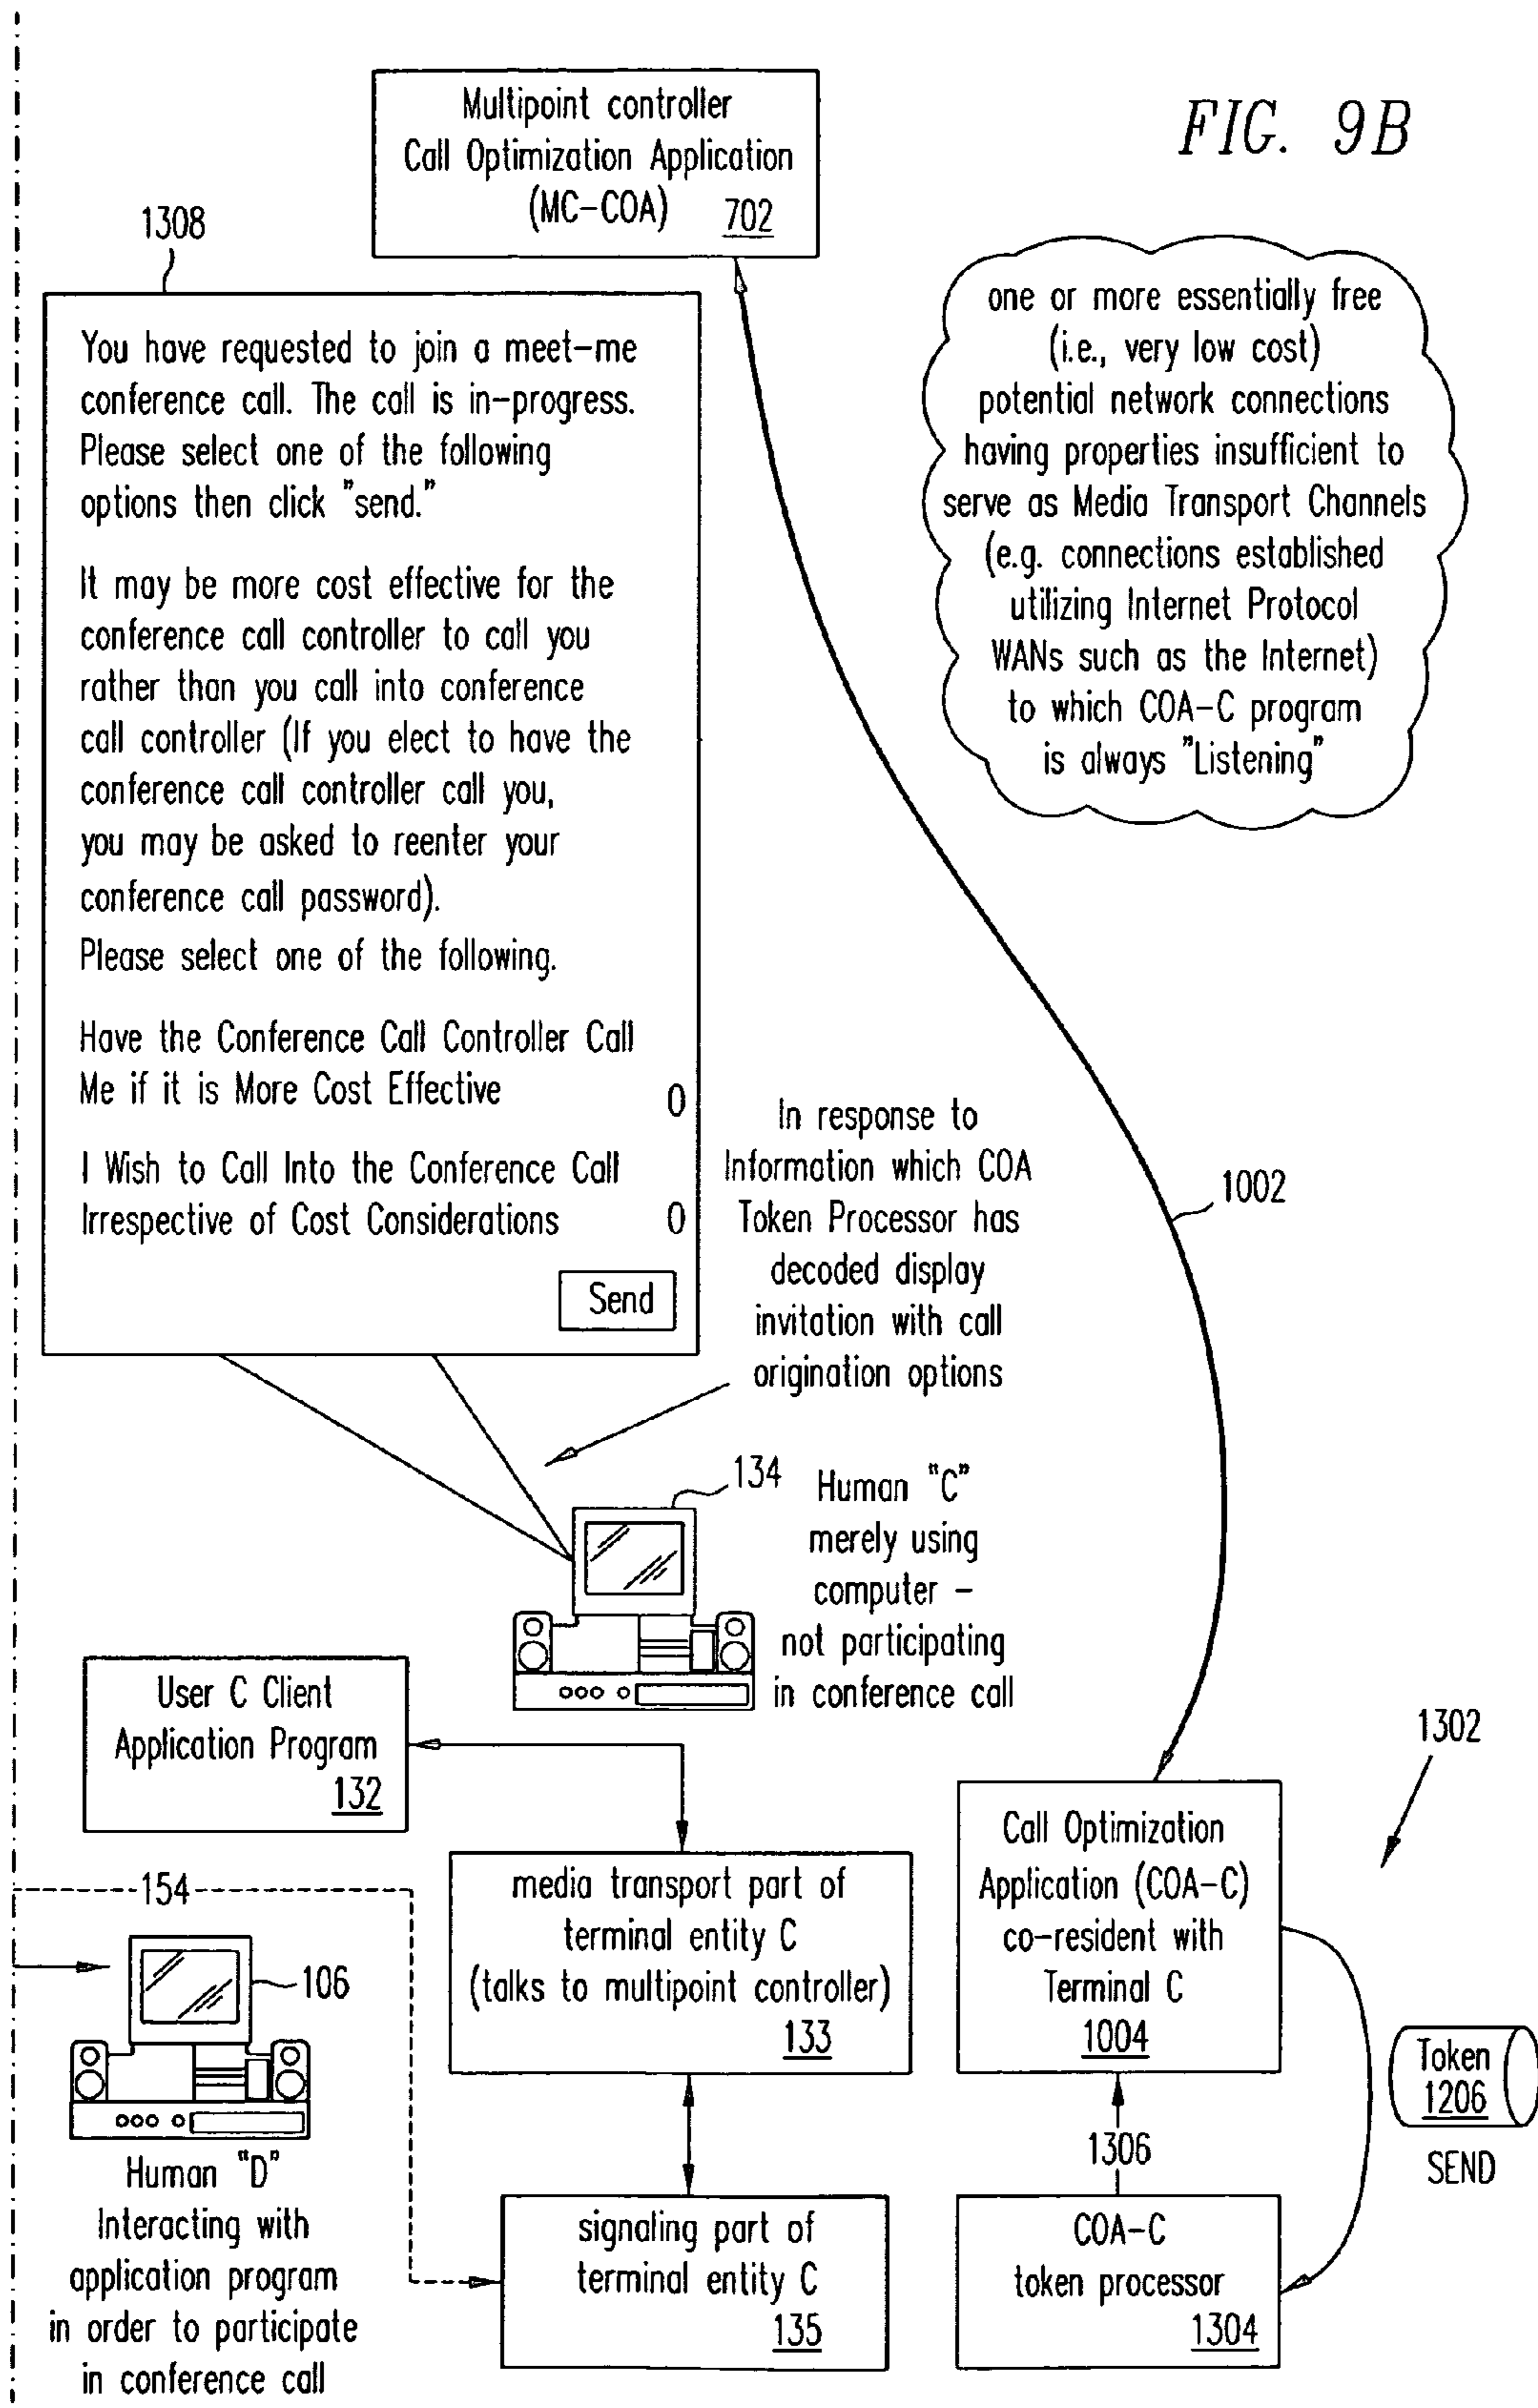 FIG. 9B
Multipoint controller
Call Optimization Application
(MC-COA) 702
1308
You have requested to join a meet-me
conference call. The call is in-progress.
Please select one of the following
options then click "send."
It may be more cost effective for the
conference call controller to call you
rather than you call into conference
call controller (If you elect to have the
conference call controller call you,
you may be asked to reenter your
conference call password).
Please select one of the following.
Have the Conference Call Controller Call
Me if it is More Cost Effective 0
I Wish to Call Into the Conference Call
Irrespective of Cost Considerations 0
Send
one or more essentially free
(i.e., very low cost)
potential network connections
having properties insufficient to
serve as Media Transport Channels
(e.g. connections established
utilizing Internet Protocol
WANs such as the Internet)
to which COA-C program
is always "Listening"
In response to
Information which COA
Token Processor has
decoded display
invitation with call
origination options
1002
134
Human "C"
merely using
computer -
not participating
in conference call
User C Client
Application Program
132
1302
154
106
Human "D"
Interacting with
application program
in order to participate
in conference call
media transport part of
terminal entity C
(talks to multipoint controller)
133
signaling part of
terminal entity C
135
Call Optimization
Application (COA-C)
co-resident with
Terminal C
1004
1306
COA-C
token processor
1304
Token
1206
SEND